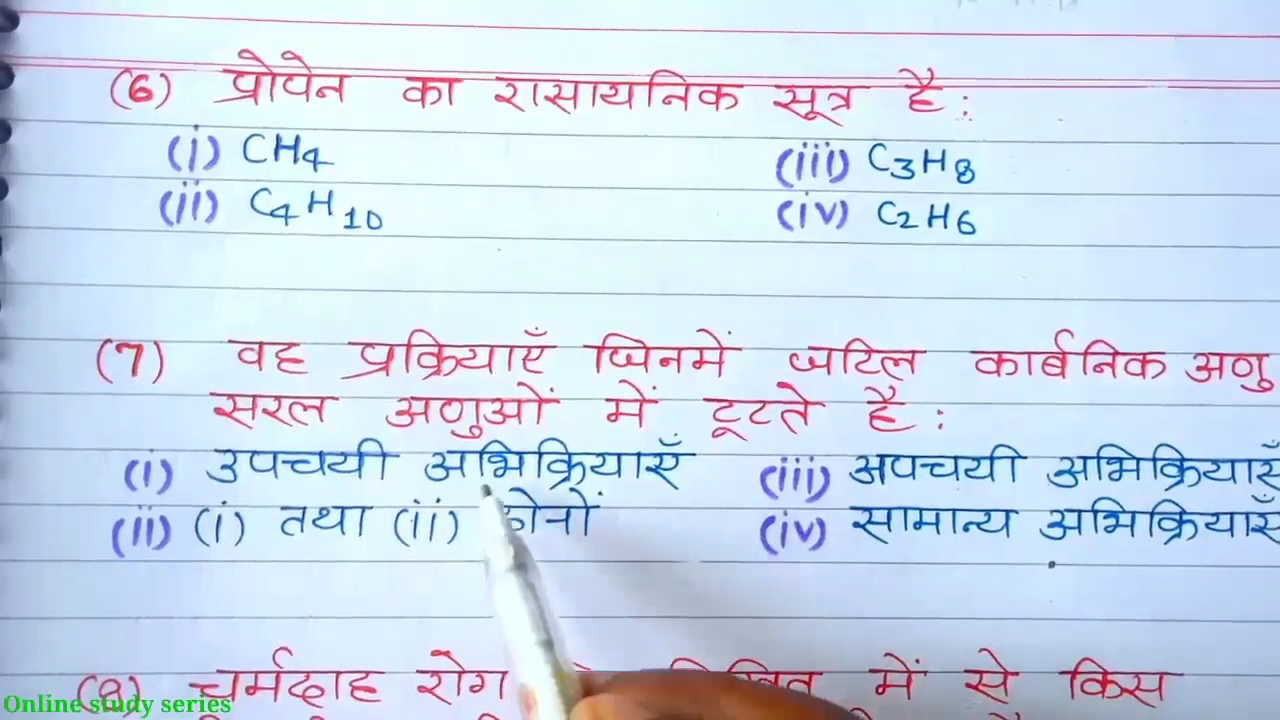 (6) प्रोपेन का रासायनिक सूत्र है:
(i) CH4 (iii) C3H8
(ii) C4H10 (iv) C2H6
(7) वह प्रक्रियाएँ जिनमें जटिल कार्बनिक अणु
सरल अणुओं में टूटते है:
(i) उपचयी अभिक्रियाएँ (iii) अपचयी अभिक्रियाएँ
(ii) (i) तथा (ii) दोनों (iv) सामान्य अभिक्रियाएँ
(8) चर्मदाह रोग में से किस
Online study series